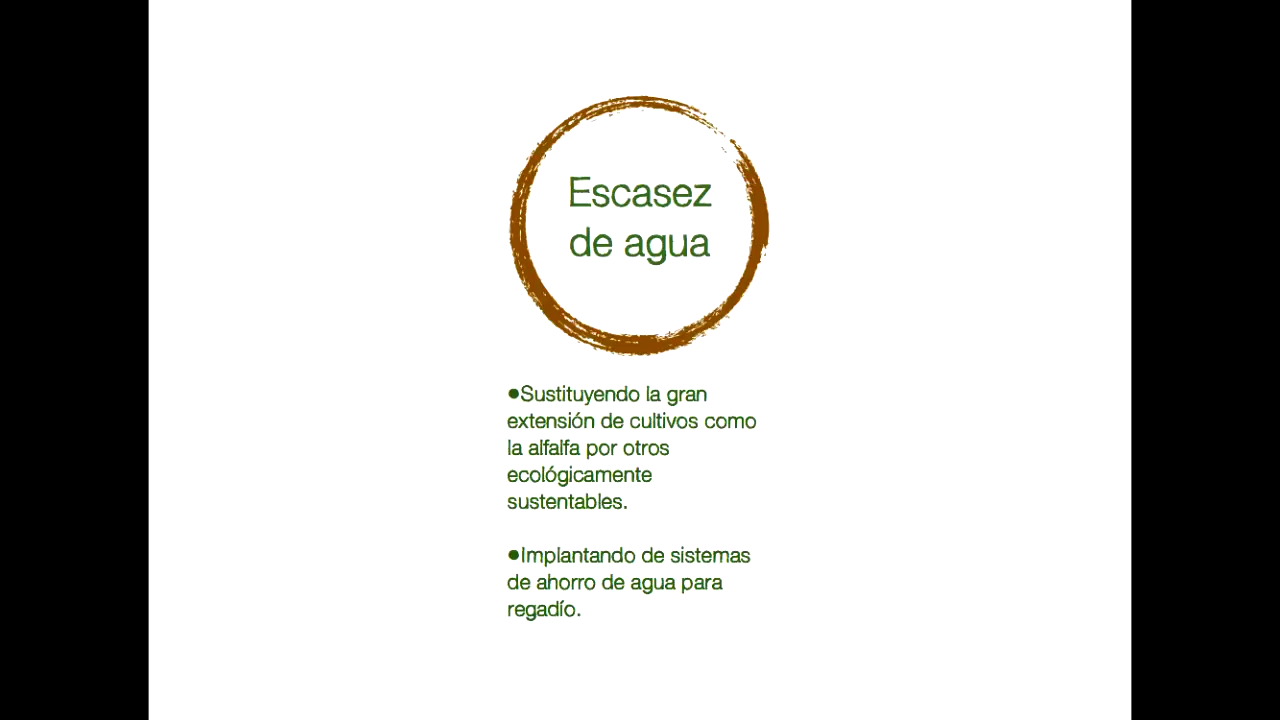 Escasez
de agua
●Sustituyendo la gran
extensión de cultivos como
la alfalfa por otros
ecológicamente
sustentables.
●Implantando de sistemas
de ahorro de agua para
regadío.